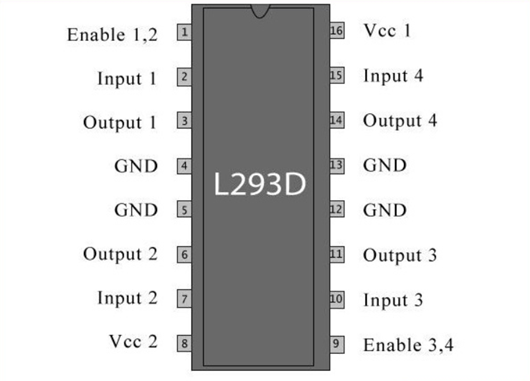 Enable 1,2 1 16 Vcc 1
Input 1 2 15 Input 4
Output 1 3 14 Output 4
GND 4 13 GND
L293D
GND 5 12 GND
Output 2 6 11 Output 3
Input 2 7 10 Input 3
Vcc 2 8 9 Enable 3,4